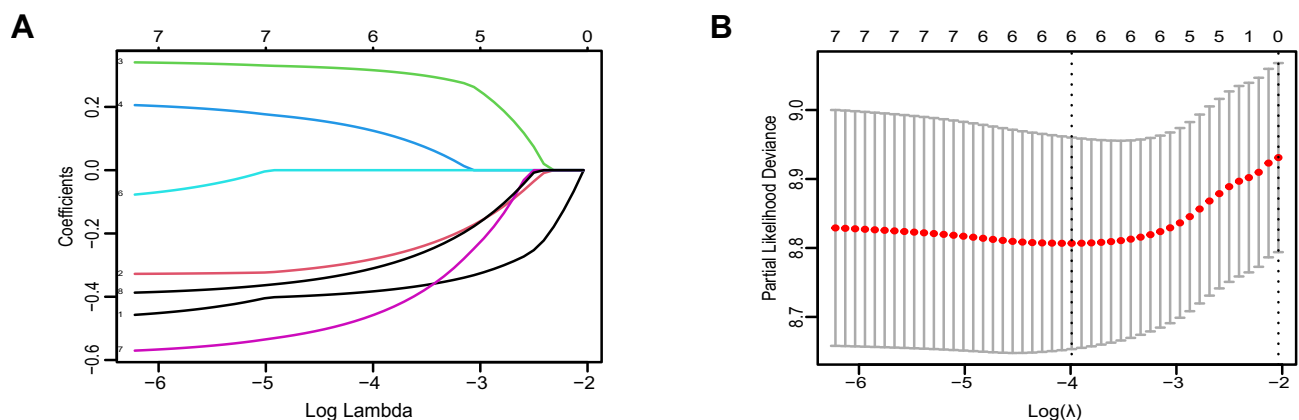 A
7 7 6 5 0
Coefficients
0.2
0.0
−0.2
−0.4
−0.6
3
4
6
2
8
1
7
−6 −5 −4 −3 −2
Log Lambda
B
7 7 7 7 7 6 6 6 6 6 6 6 5 5 1 0
Partial Likelihood Deviance
9.0
8.9
8.8
8.7
−6 −5 −4 −3 −2
Log(λ)